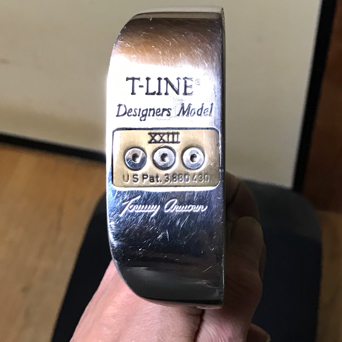 T-LINE®
Designers Model
XXIII
U S Pat. 3,880,430
Tommy Armour